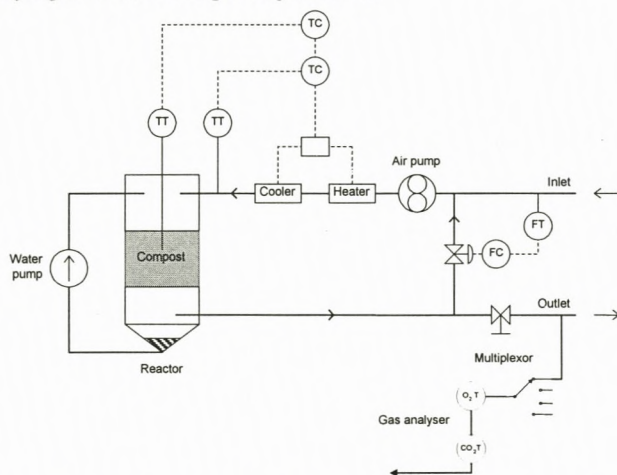 TC
TC
TT
TT
Air pump
Inlet
Cooler
Heater
FT
Water
pump
Compost
FC
Outlet
Reactor
Multiplexor
O₂T
Gas analyser
CO₂T